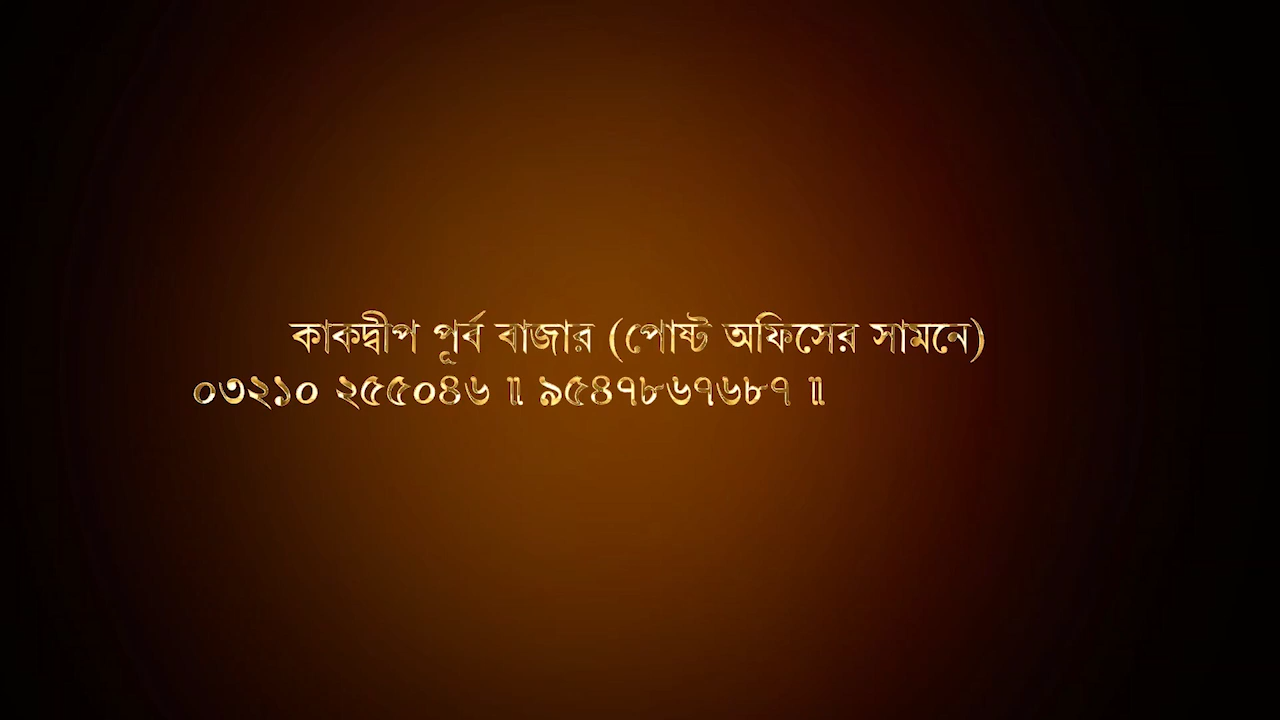 কাকদ্বীপ পূর্ব বাজার (পোষ্ট অফিসের সামনে)
০৩২১০ ২৫৫০৪৬ ॥ ৯৫৪৭৮৬৭৬৮৭ ॥